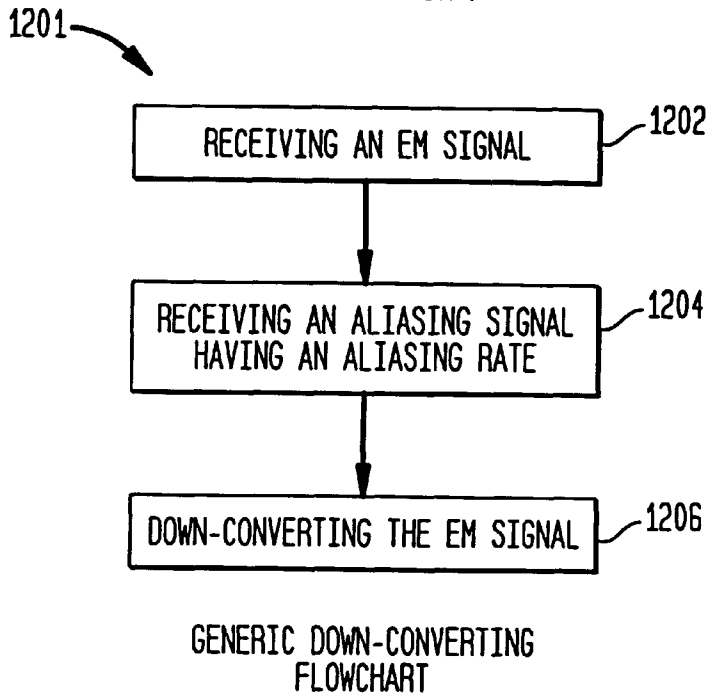 1201
RECEIVING AN EM SIGNAL
1202
RECEIVING AN ALIASING SIGNAL
HAVING AN ALIASING RATE
1204
DOWN-CONVERTING THE EM SIGNAL
1206
GENERIC DOWN-CONVERTING
FLOWCHART